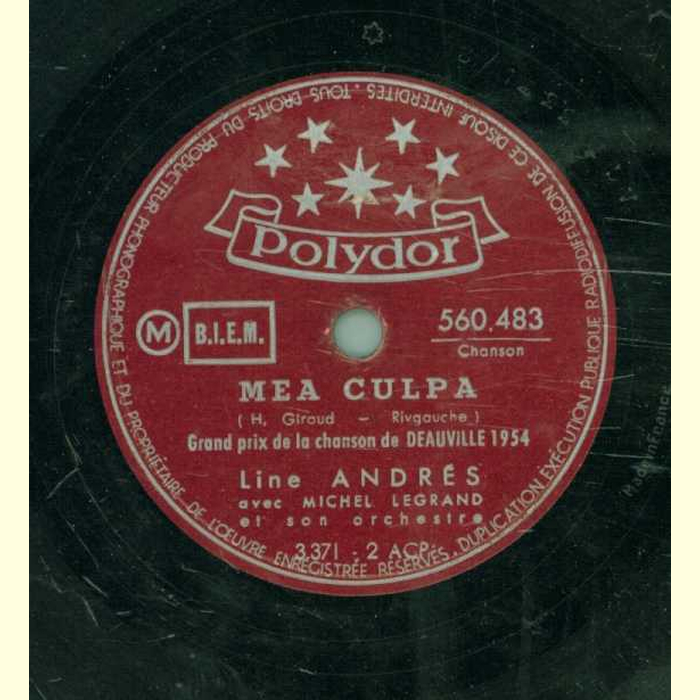 TOUS DROITS DU PRODUCTEUR PHONOGRAPHIQUE ET DU PROPRIÉTAIRE DE L'ŒUVRE ENREGISTRÉE RÉSERVÉS. DUPLICATION EXÉCUTION PUBLIQUE RADIODIFFUSION DE CE DISQUE INTERDITES
Polydor
M B.I.E.M. 560.483
Chanson
MEA CULPA
( H. Giraud – Rivgauche )
Grand prix de la chanson de DEAUVILLE 1954
Line ANDRÉS
avec MICHEL LEGRAND
et son orchestre
3.371 - 2 ACP.
Made in France